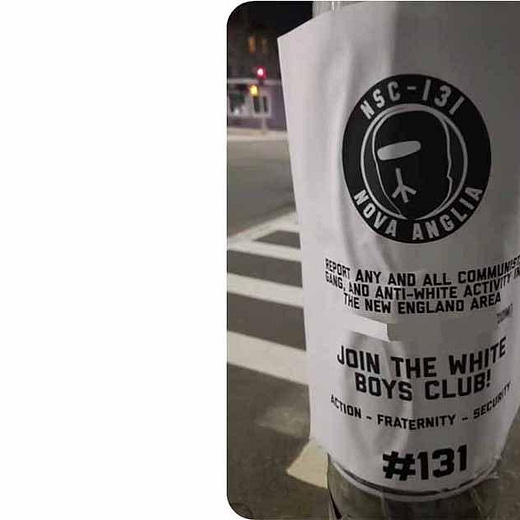 NSC-131
NOVA ANGLIA
REPORT ANY AND ALL COMMUNIST
GANG, AND ANTI-WHITE ACTIVITY IN
THE NEW ENGLAND AREA
JOIN THE WHITE
BOYS CLUB!
ACTION - FRATERNITY - SECURITY
#131